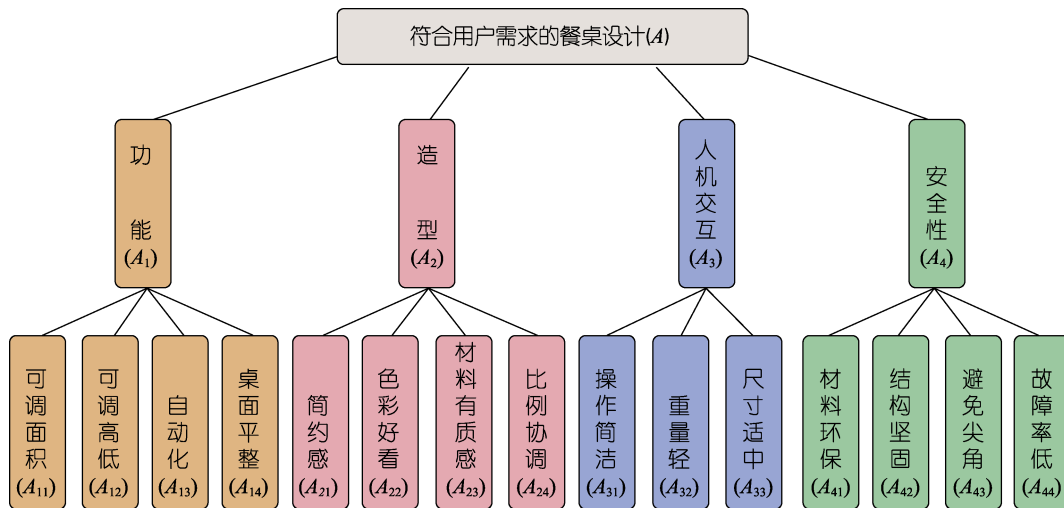 符合用户需求的餐桌设计(A)
功能(A₁)
造型(A₂)
人机交互(A₃)
安全性(A₄)
可调面积(A₁₁)
可调高低(A₁₂)
自动化(A₁₃)
桌面平整(A₁₄)
简约感(A₂₁)
色彩好看(A₂₂)
材料有质感(A₂₃)
比例协调(A₂₄)
操作简洁(A₃₁)
重量轻(A₃₂)
尺寸适中(A₃₃)
材料环保(A₄₁)
结构坚固(A₄₂)
避免尖角(A₄₃)
故障率低(A₄₄)